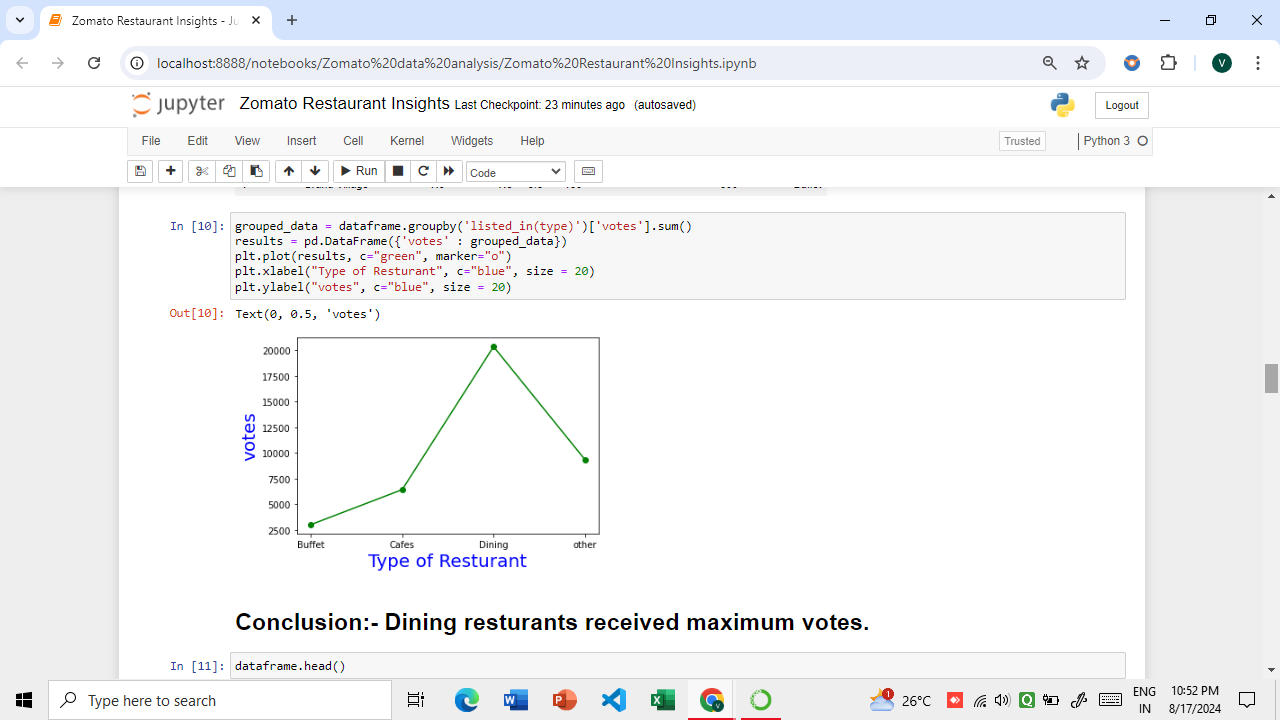 Zomato Restaurant Insights - Ju
localhost:8888/notebooks/Zomato%20data%20analysis/Zomato%20Restaurant%20Insights.ipynb
V
jupyter Zomato Restaurant Insights Last Checkpoint: 23 minutes ago (autosaved)
Logout
File Edit View Insert Cell Kernel Widgets Help
Trusted Python 3
Run Code
In [10]: grouped_data = dataframe.groupby('listed_in(type)')['votes'].sum()
results = pd.DataFrame({'votes' : grouped_data})
plt.plot(results, c="green", marker="o")
plt.xlabel("Type of Resturant", c="blue", size = 20)
plt.ylabel("votes", c="blue", size = 20)
Out[10]: Text(0, 0.5, 'votes')
votes
20000
17500
15000
12500
10000
7500
5000
2500
Buffet Cafes Dining other
Type of Resturant
Conclusion:- Dining resturants received maximum votes.
In [11]: dataframe.head()
Type here to search
1 26°C
ENG
IN
10:52 PM
8/17/2024